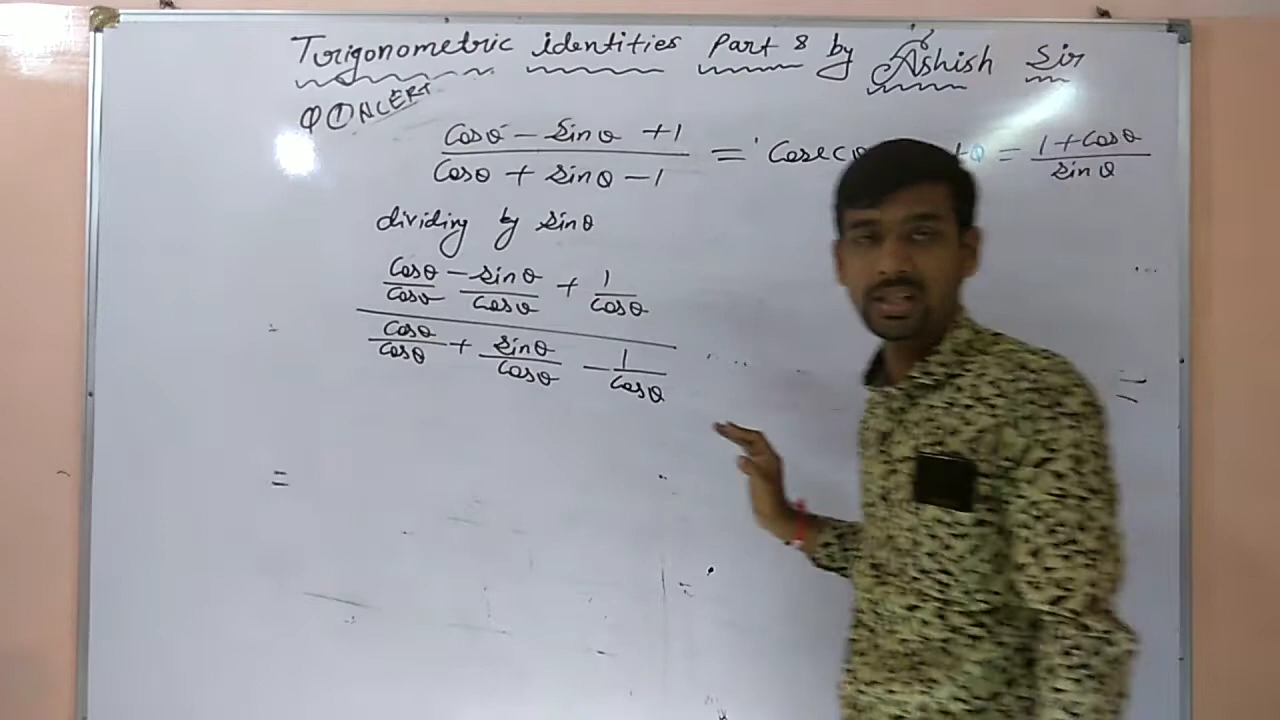 Trigonometric identities Part 8 by Ashish Sir
Q ① NCERT
Cosθ - Sinθ + 1 / Cosθ + Sinθ - 1 = Cosec = 1 + Cosθ / Sinθ
dividing by Sinθ
Cosθ/Cosθ - Sinθ/Cosθ + 1/Cosθ
Cosθ/Cosθ + Sinθ/Cosθ - 1/Cosθ
=
=